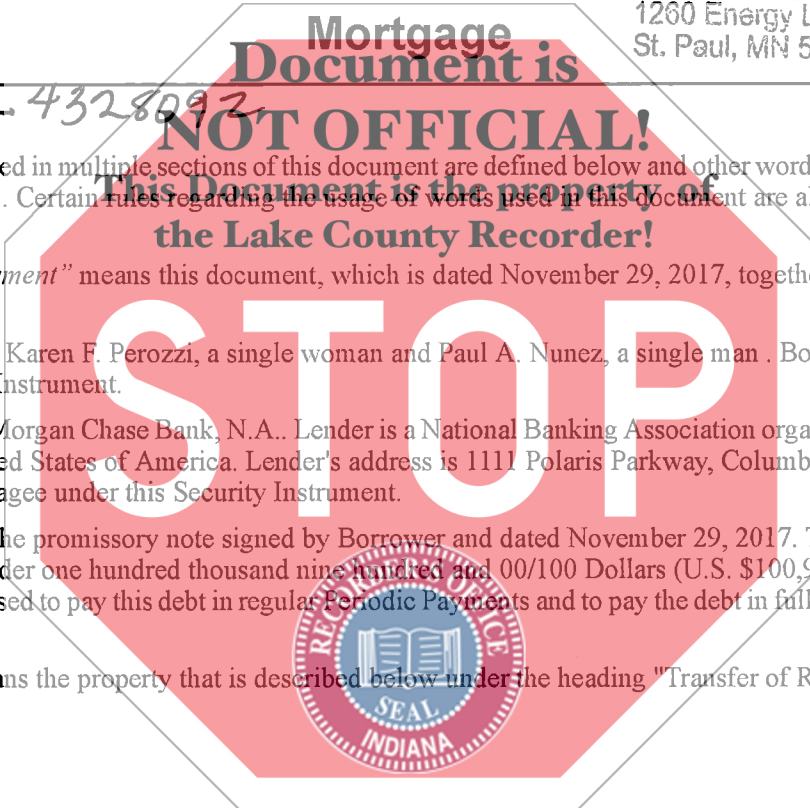 1260 Energy L
Mortgage
St. Paul, MN 5
Document is
4328092
NOT OFFICIAL!
ed in multiple sections of this document are defined below and other word
This Document is the property of
. Certain rules regarding the usage of words used in this document are a
the Lake County Recorder!
ment” means this document, which is dated November 29, 2017, togeth
STOP
Karen F. Perozzi, a single woman and Paul A. Nunez, a single man . Bo
Instrument.
Morgan Chase Bank, N.A.. Lender is a National Banking Association orga
ed States of America. Lender's address is 1111 Polaris Parkway, Columb
agee under this Security Instrument.
he promissory note signed by Borrower and dated November 29, 2017. T
der one hundred thousand nine hundred and 00/100 Dollars (U.S. $100,9
sed to pay this debt in regular Periodic Payments and to pay the debt in full
RECORDER'S OFFICE
ns the property that is described below under the heading "Transfer of R
SEAL
INDIANA